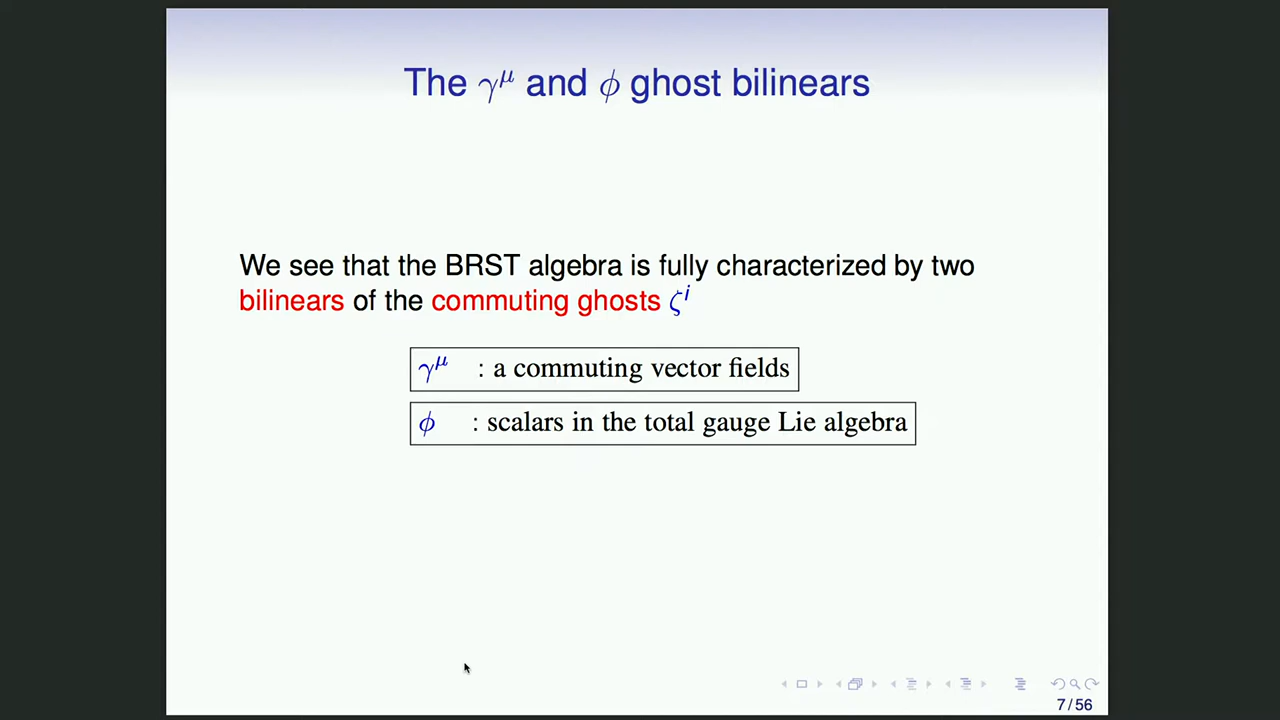 The γ^μ and ϕ ghost bilinears
We see that the BRST algebra is fully characterized by two
bilinears of the commuting ghosts ζ^i
γ^μ : a commuting vector fields
ϕ : scalars in the total gauge Lie algebra
7 / 56